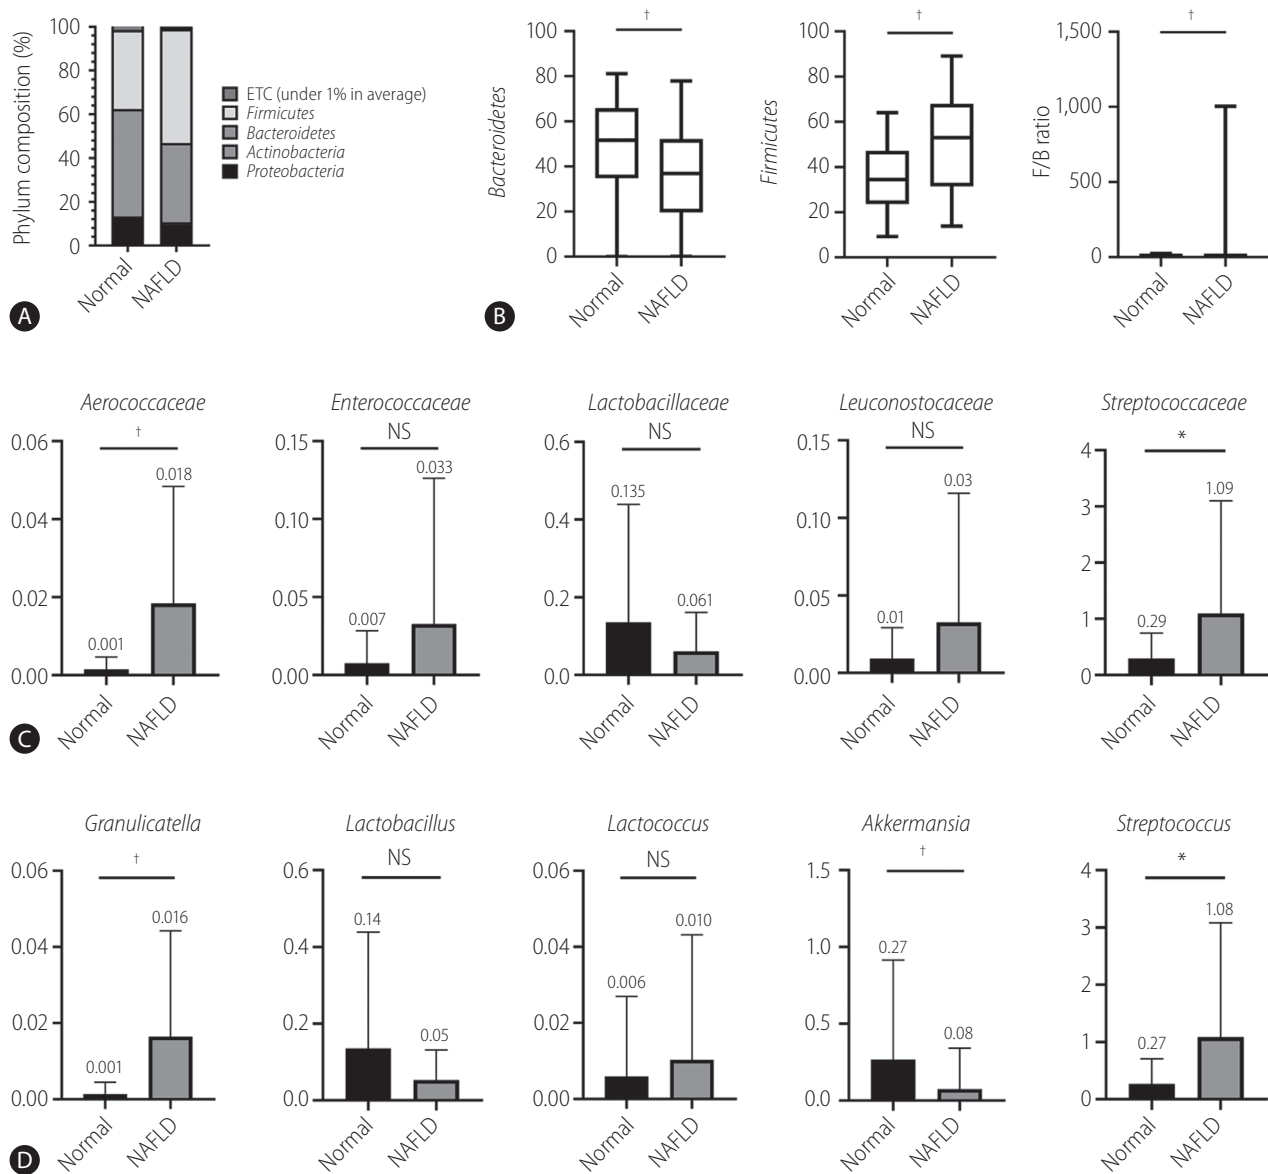 Phylum composition (%)
100
80
60
40
20
0
Normal
NAFLD
ETC (under 1% in average)
Firmicutes
Bacteroidetes
Actinobacteria
Proteobacteria
A
†
Bacteroidetes
100
80
60
40
20
0
Normal
NAFLD
B
†
Firmicutes
100
80
60
40
20
0
Normal
NAFLD
†
F/B ratio
1,500
1,000
500
0
Normal
NAFLD
Aerococcaceae
†
0.06
0.04
0.02
0.00
0.001
0.018
Normal
NAFLD
C
Enterococcaceae
NS
0.15
0.10
0.05
0.00
0.007
0.033
Normal
NAFLD
Lactobacillaceae
NS
0.6
0.4
0.2
0.0
0.135
0.061
Normal
NAFLD
Leuconostocaceae
NS
0.15
0.10
0.05
0.00
0.01
0.03
Normal
NAFLD
Streptococcaceae
*
4
3
2
1
0
0.29
1.09
Normal
NAFLD
Granulicatella
†
0.06
0.04
0.02
0.00
0.001
0.016
Normal
NAFLD
D
Lactobacillus
NS
0.6
0.4
0.2
0.0
0.14
0.05
Normal
NAFLD
Lactococcus
NS
0.06
0.04
0.02
0.00
0.006
0.010
Normal
NAFLD
Akkermansia
†
1.5
1.0
0.5
0.0
0.27
0.08
Normal
NAFLD
Streptococcus
*
4
3
2
1
0
0.27
1.08
Normal
NAFLD